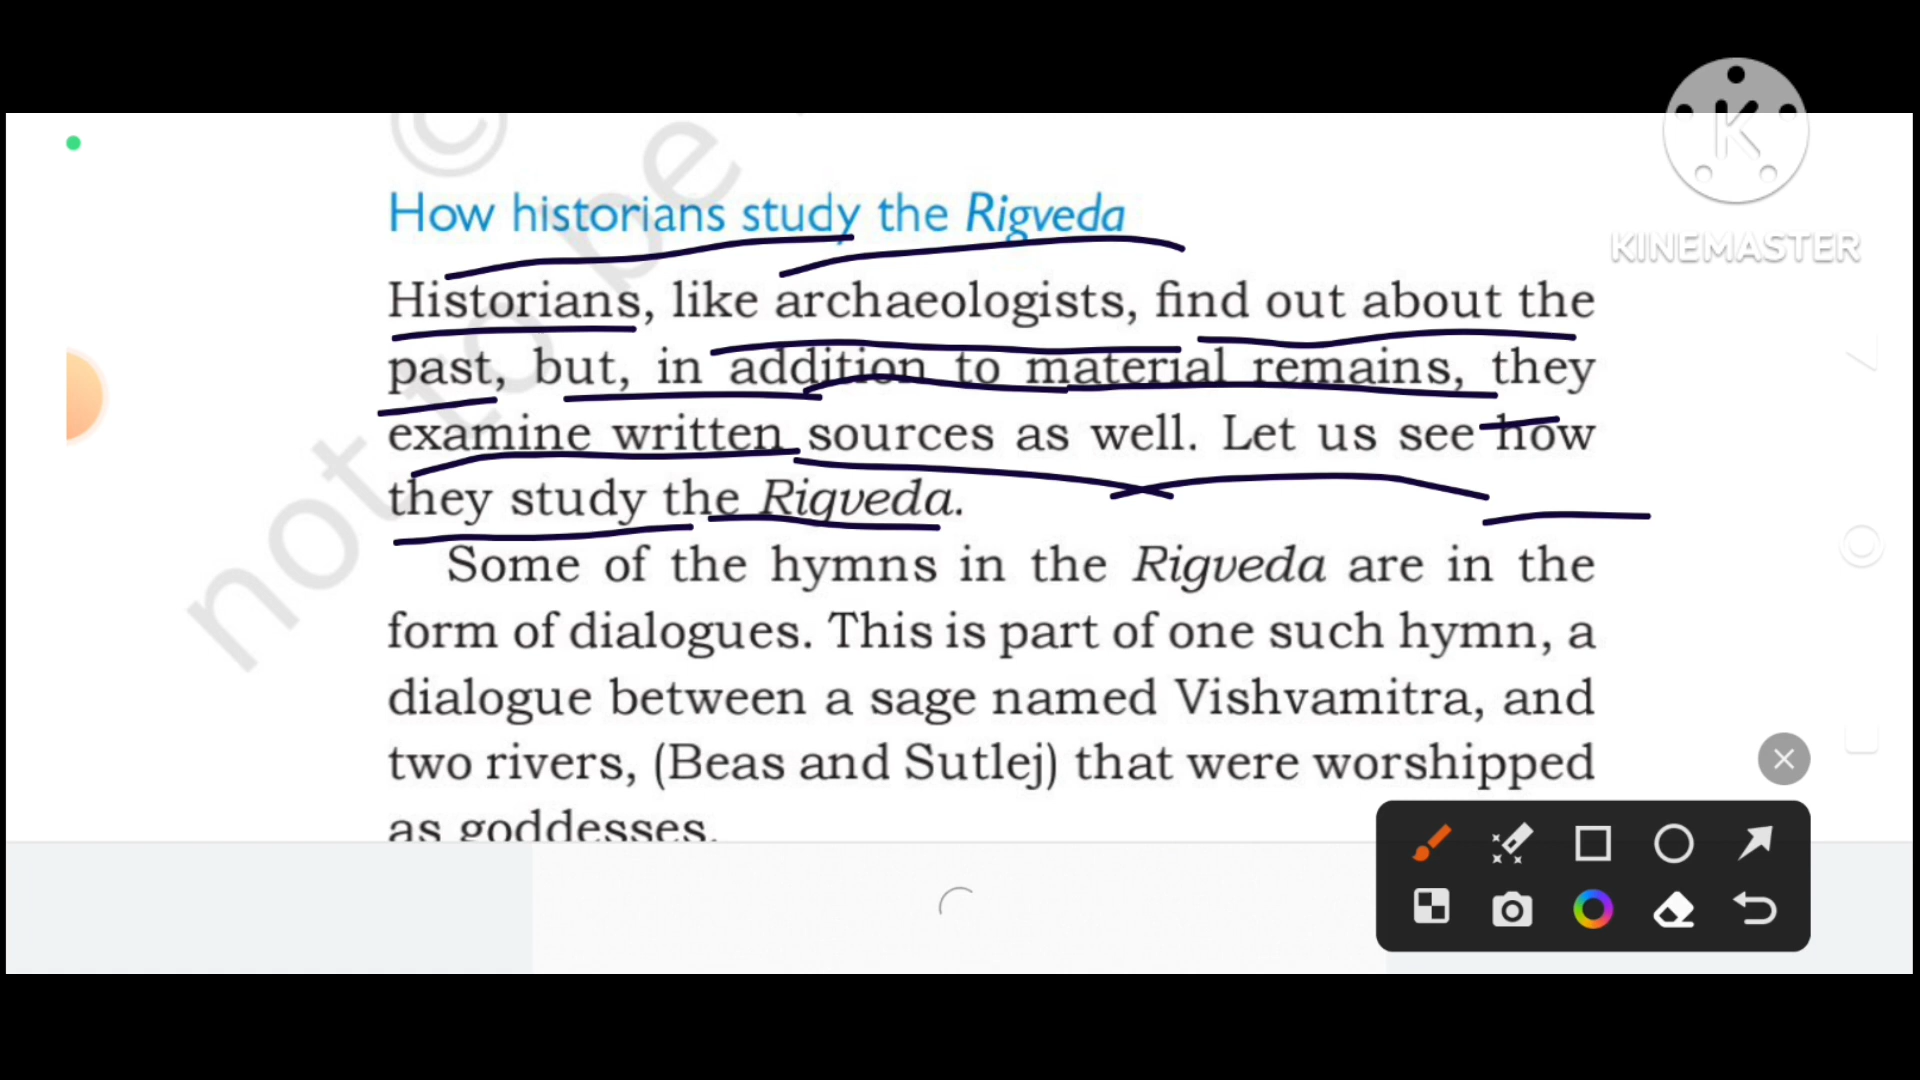 © not to be
KINEMASTER
How historians study the Rigveda
Historians, like archaeologists, find out about the
past, but, in addition to material remains, they
examine written sources as well. Let us see how
they study the Rigveda.
Some of the hymns in the Rigveda are in the
form of dialogues. This is part of one such hymn, a
dialogue between a sage named Vishvamitra, and
two rivers, (Beas and Sutlej) that were worshipped
as goddesses.